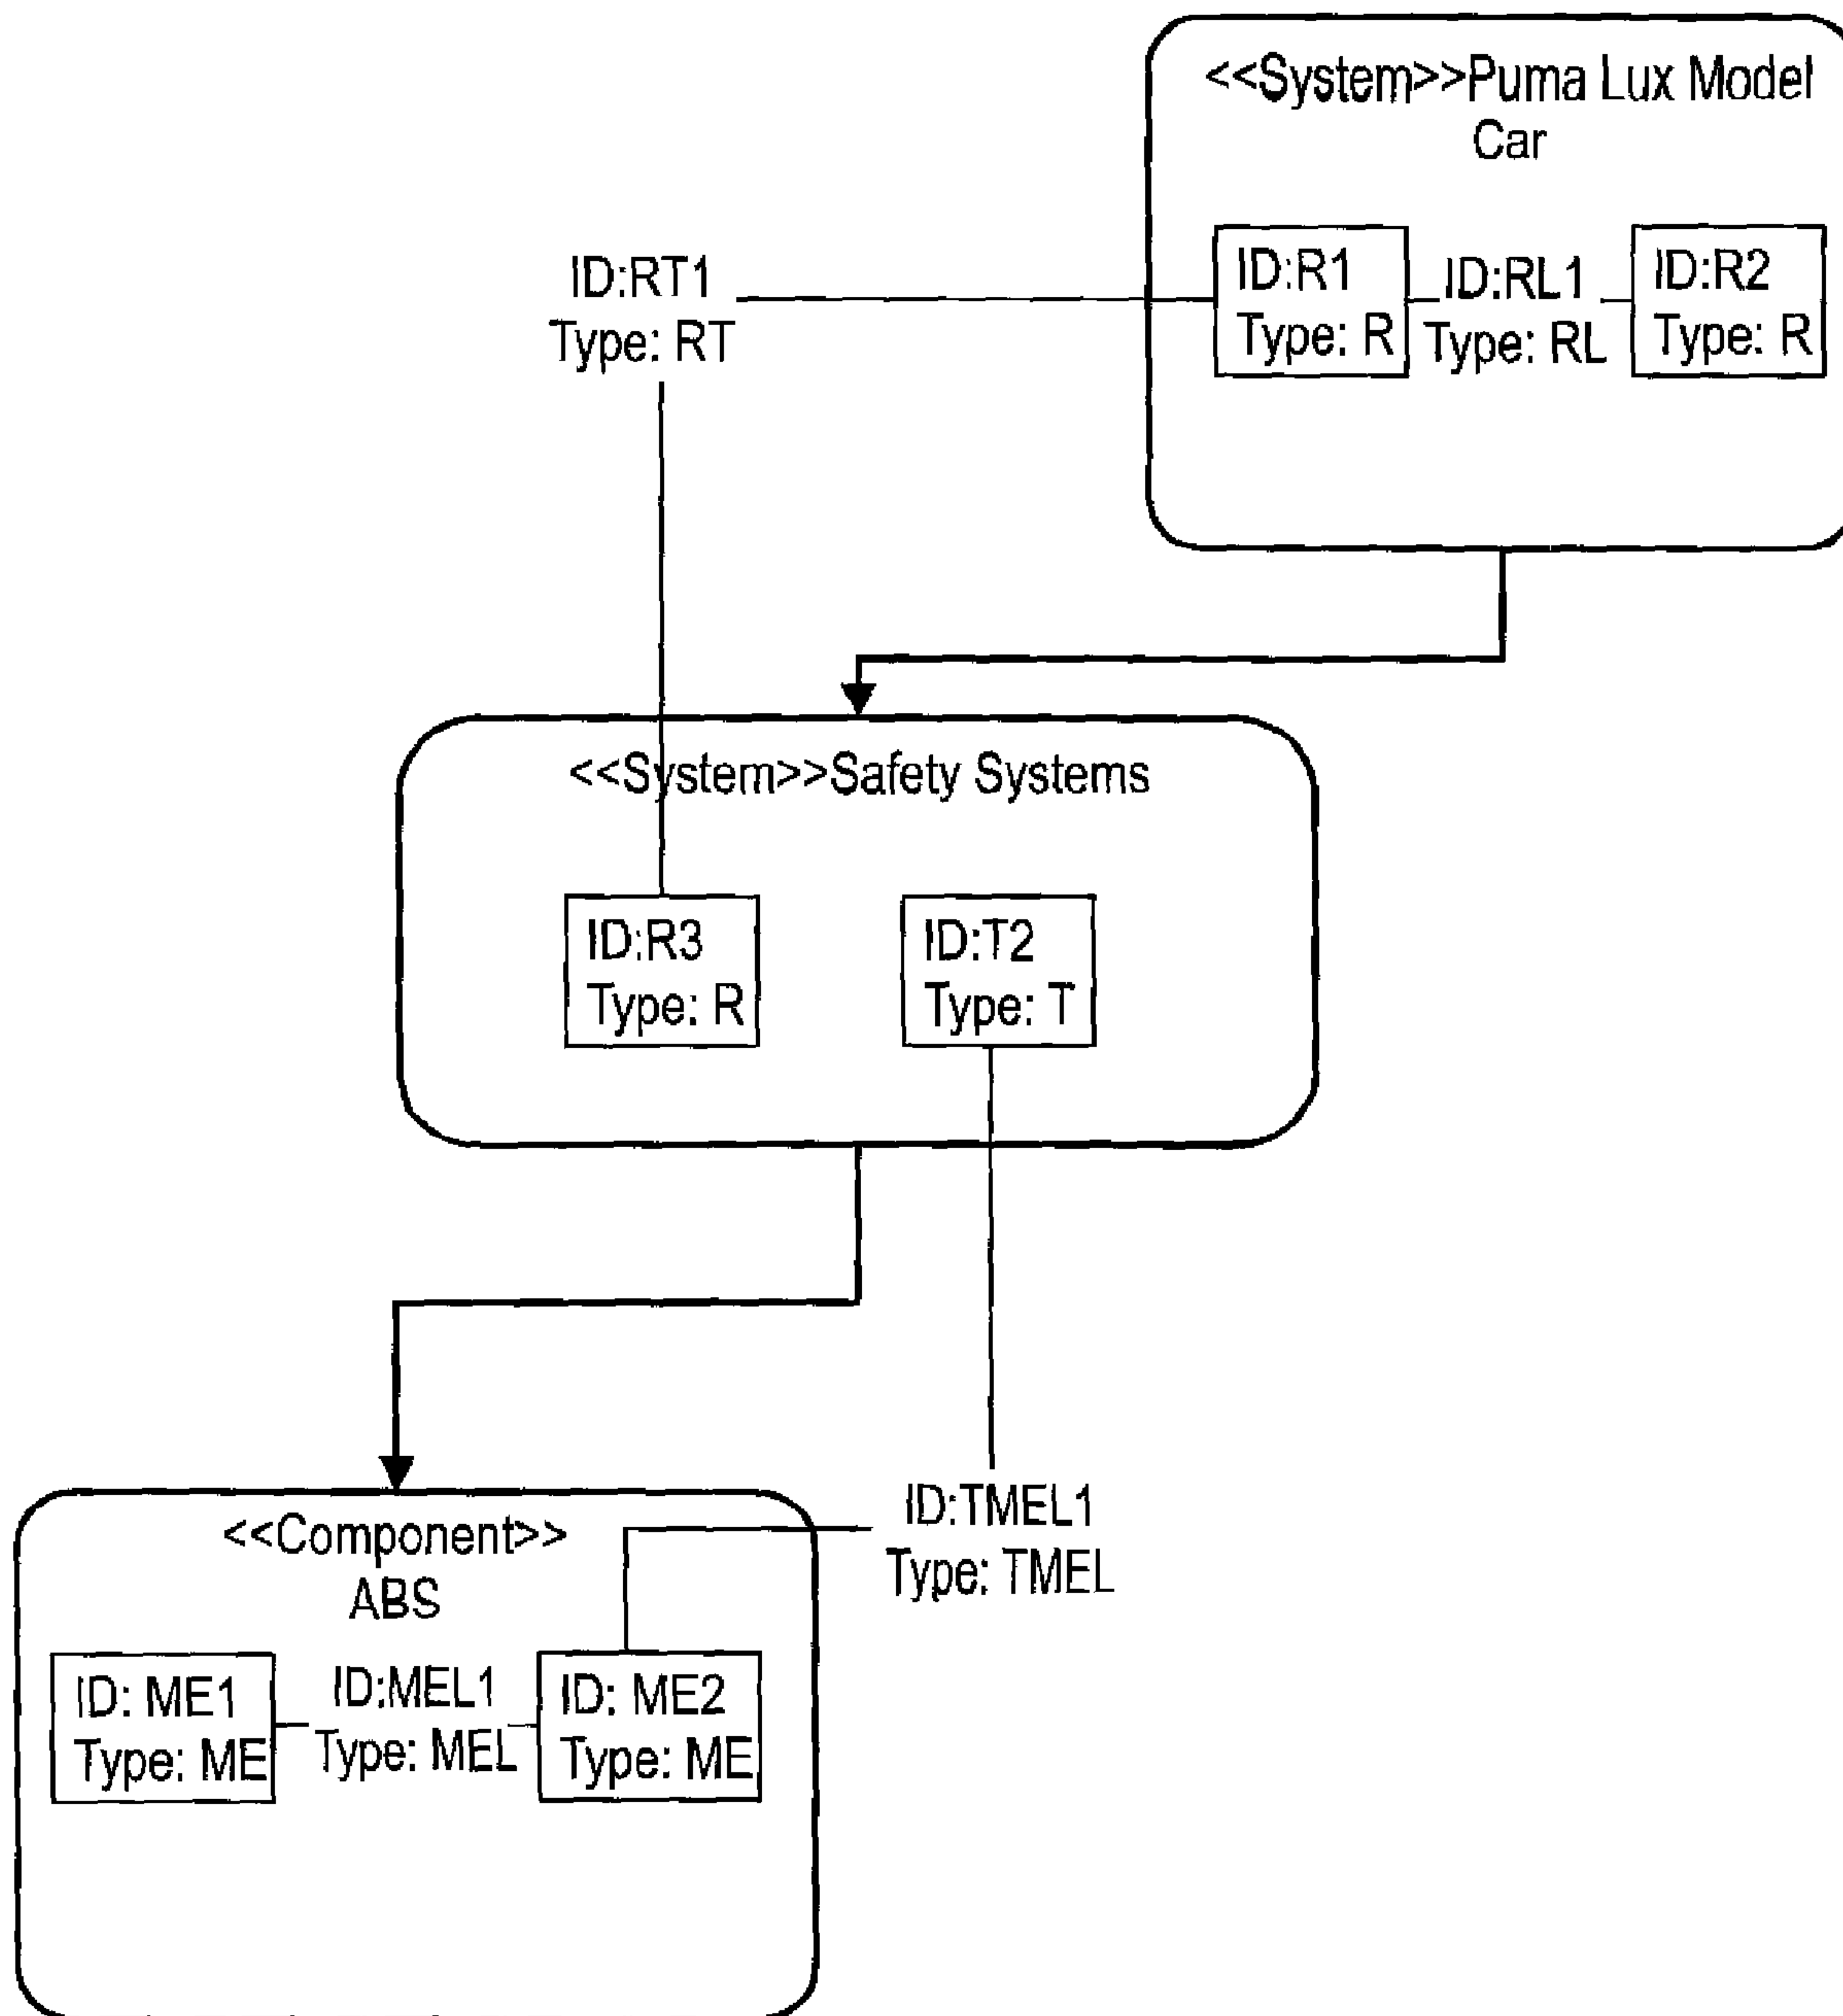 <<System>>Puma Lux Model
Car
ID:RT1
Type: RT
ID:R1
Type: R
ID:RL1
Type: RL
ID:R2
Type: R
<<System>>Safety Systems
ID:R3
Type: R
ID:T2
Type: T
ID:TMEL1
Type: TMEL
<<Component>>
ABS
ID: ME1
Type: ME
ID:MEL1
Type: MEL
ID: ME2
Type: ME